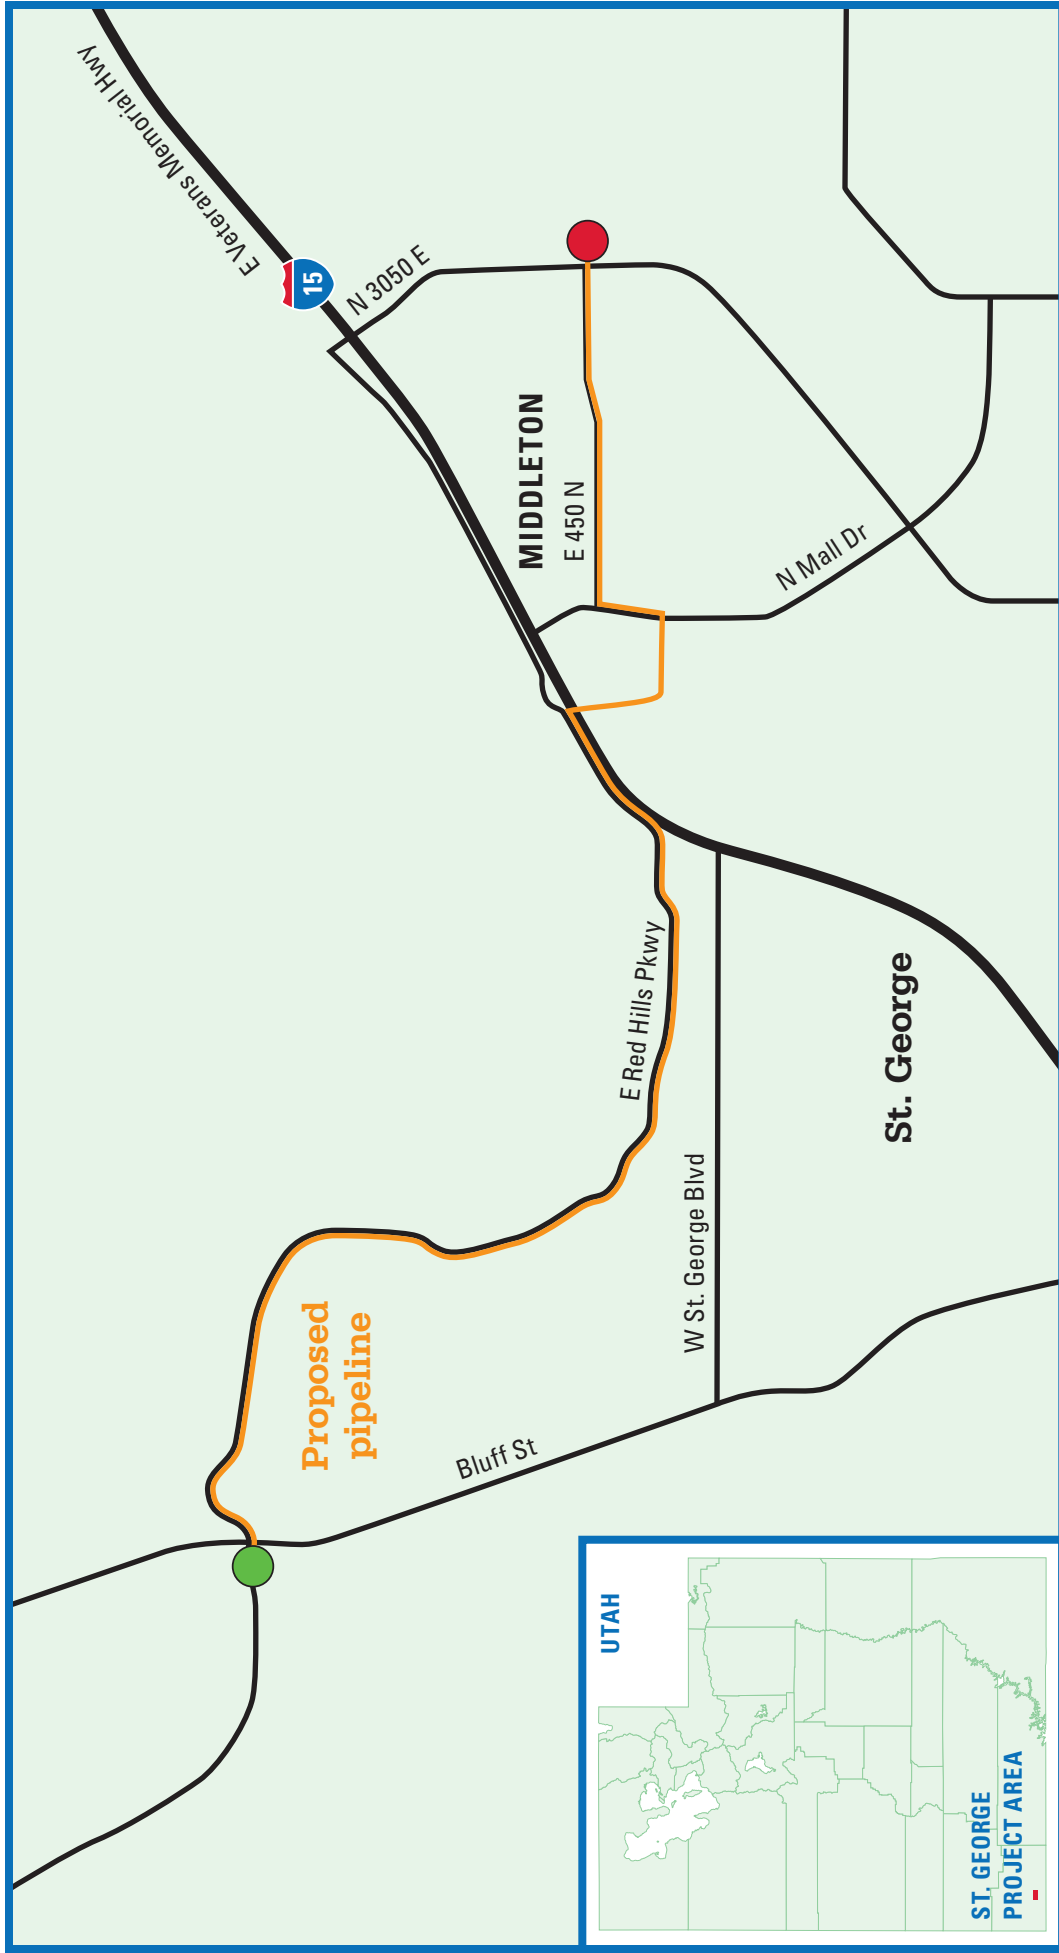 E Veterans Memorial Hwy
15
N 3050 E
MIDDLETON
E 450 N
N Mall Dr
E Red Hills Pkwy
St. George
W St. George Blvd
Proposed
pipeline
Bluff St
UTAH
ST. GEORGE
PROJECT AREA